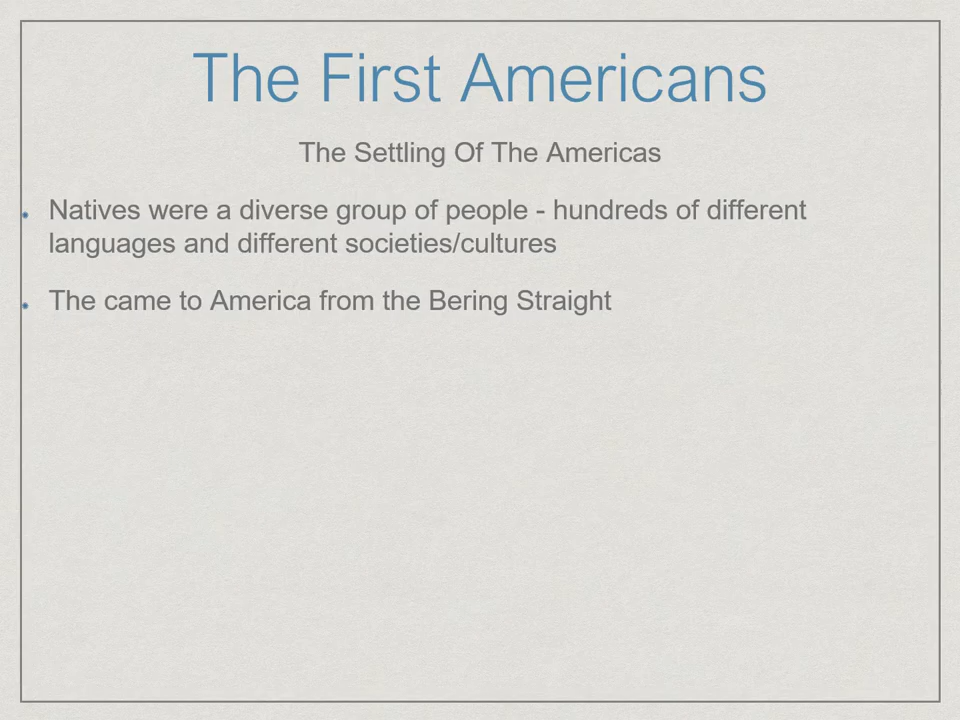 The First Americans
The Settling Of The Americas
Natives were a diverse group of people - hundreds of different
languages and different societies/cultures
The came to America from the Bering Straight